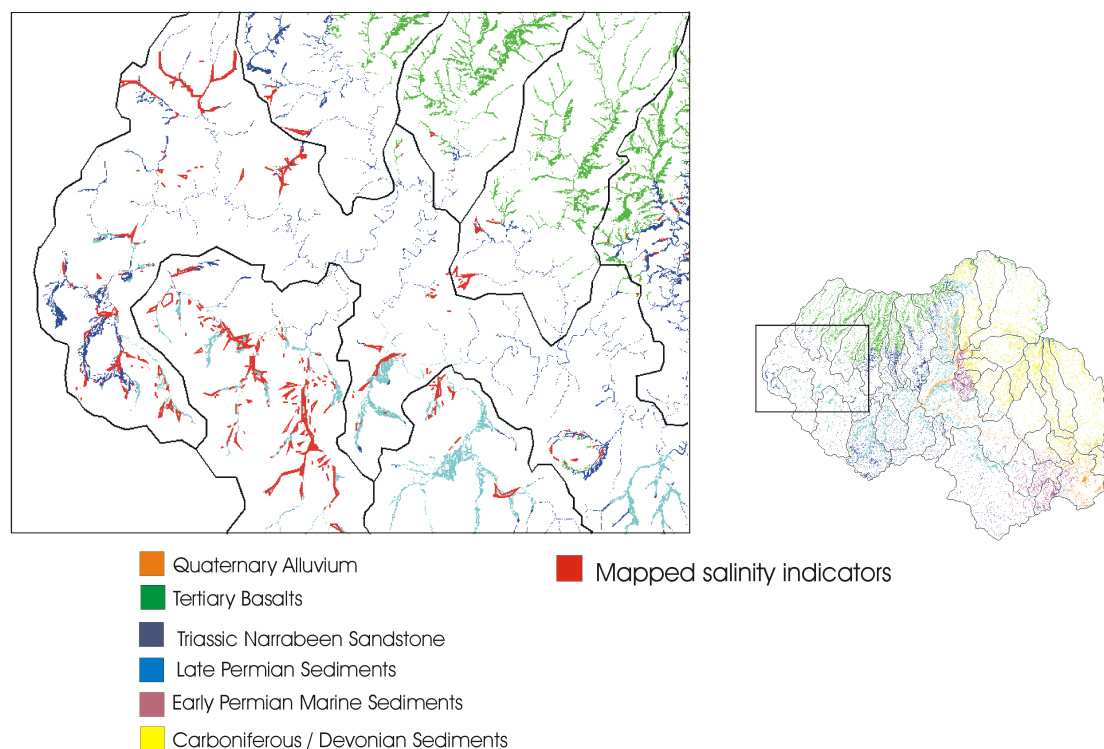 Quaternary Alluvium
Mapped salinity indicators
Tertiary Basalts
Triassic Narrabeen Sandstone
Late Permian Sediments
Early Permian Marine Sediments
Carboniferous / Devonian Sediments